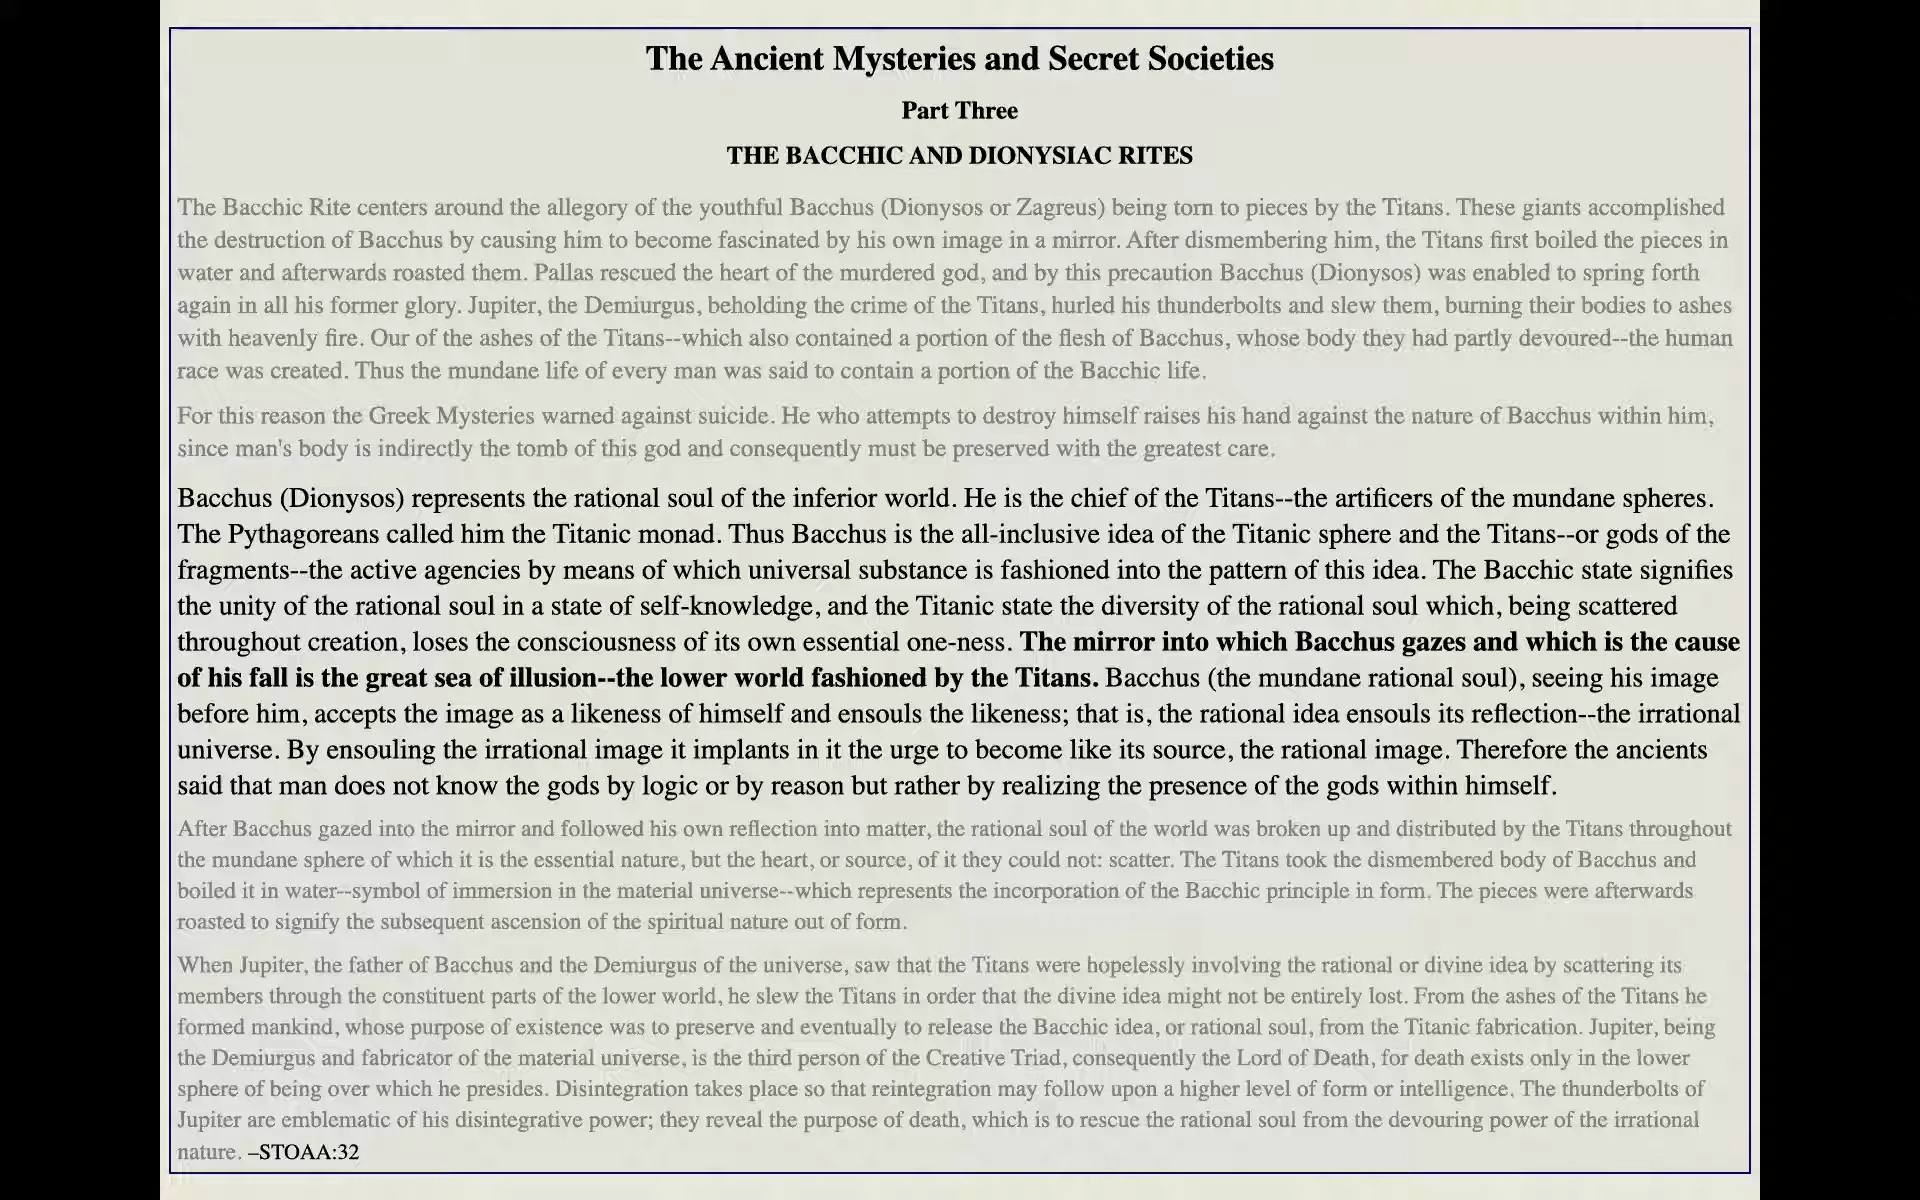 The Ancient Mysteries and Secret Societies
Part Three
THE BACCHIC AND DIONYSIAC RITES
The Bacchic Rite centers around the allegory of the youthful Bacchus (Dionysos or Zagreus) being torn to pieces by the Titans. These giants accomplished
the destruction of Bacchus by causing him to become fascinated by his own image in a mirror. After dismembering him, the Titans first boiled the pieces in
water and afterwards roasted them. Pallas rescued the heart of the murdered god, and by this precaution Bacchus (Dionysos) was enabled to spring forth
again in all his former glory. Jupiter, the Demiurgus, beholding the crime of the Titans, hurled his thunderbolts and slew them, burning their bodies to ashes
with heavenly fire. Our of the ashes of the Titans--which also contained a portion of the flesh of Bacchus, whose body they had partly devoured--the human
race was created. Thus the mundane life of every man was said to contain a portion of the Bacchic life.
For this reason the Greek Mysteries warned against suicide. He who attempts to destroy himself raises his hand against the nature of Bacchus within him,
since man's body is indirectly the tomb of this god and consequently must be preserved with the greatest care.
Bacchus (Dionysos) represents the rational soul of the inferior world. He is the chief of the Titans--the artificers of the mundane spheres.
The Pythagoreans called him the Titanic monad. Thus Bacchus is the all-inclusive idea of the Titanic sphere and the Titans--or gods of the
fragments--the active agencies by means of which universal substance is fashioned into the pattern of this idea. The Bacchic state signifies
the unity of the rational soul in a state of self-knowledge, and the Titanic state the diversity of the rational soul which, being scattered
throughout creation, loses the consciousness of its own essential one-ness. The mirror into which Bacchus gazes and which is the cause
of his fall is the great sea of illusion--the lower world fashioned by the Titans. Bacchus (the mundane rational soul), seeing his image
before him, accepts the image as a likeness of himself and ensouls the likeness; that is, the rational idea ensouls its reflection--the irrational
universe. By ensouling the irrational image it implants in it the urge to become like its source, the rational image. Therefore the ancients
said that man does not know the gods by logic or by reason but rather by realizing the presence of the gods within himself.
After Bacchus gazed into the mirror and followed his own reflection into matter, the rational soul of the world was broken up and distributed by the Titans throughout
the mundane sphere of which it is the essential nature, but the heart, or source, of it they could not: scatter. The Titans took the dismembered body of Bacchus and
boiled it in water--symbol of immersion in the material universe--which represents the incorporation of the Bacchic principle in form. The pieces were afterwards
roasted to signify the subsequent ascension of the spiritual nature out of form.
When Jupiter, the father of Bacchus and the Demiurgus of the universe, saw that the Titans were hopelessly involving the rational or divine idea by scattering its
members through the constituent parts of the lower world, he slew the Titans in order that the divine idea might not be entirely lost. From the ashes of the Titans he
formed mankind, whose purpose of existence was to preserve and eventually to release the Bacchic idea, or rational soul, from the Titanic fabrication. Jupiter, being
the Demiurgus and fabricator of the material universe, is the third person of the Creative Triad, consequently the Lord of Death, for death exists only in the lower
sphere of being over which he presides. Disintegration takes place so that reintegration may follow upon a higher level of form or intelligence. The thunderbolts of
Jupiter are emblematic of his disintegrative power; they reveal the purpose of death, which is to rescue the rational soul from the devouring power of the irrational
nature. –STOAA:32